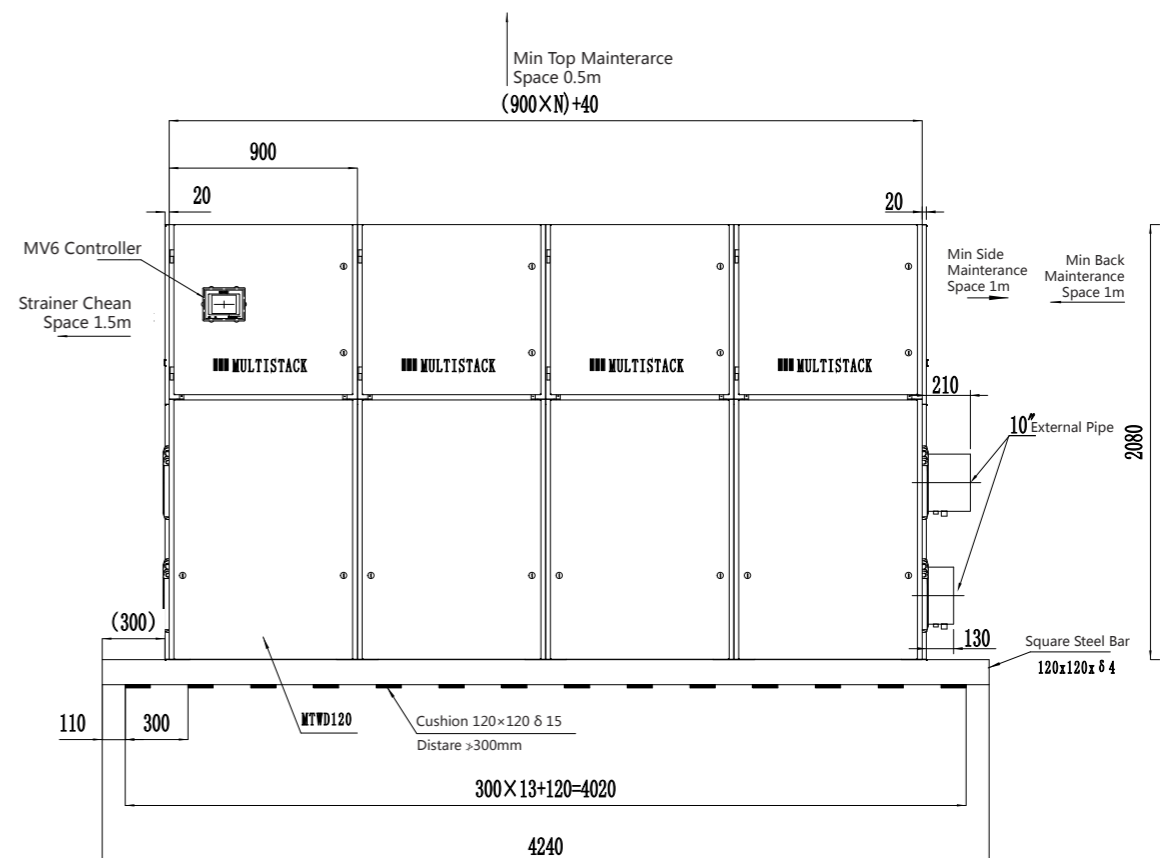 Min Top Mainterarce
Space 0.5m
(900×N)+40
900
20
20
MV6 Controller
Strainer Chean
Space 1.5m
Min Side
Mainterance
Space 1m
Min Back
Mainterance
Space 1m
MULTISTACK
MULTISTACK
MULTISTACK
MULTISTACK
210
10" External Pipe
2080
(300)
130
Square Steel Bar
120x120x δ 4
110
300
MTWD120
Cushion 120×120 δ 15
Distare ≯300mm
300×13+120=4020
4240